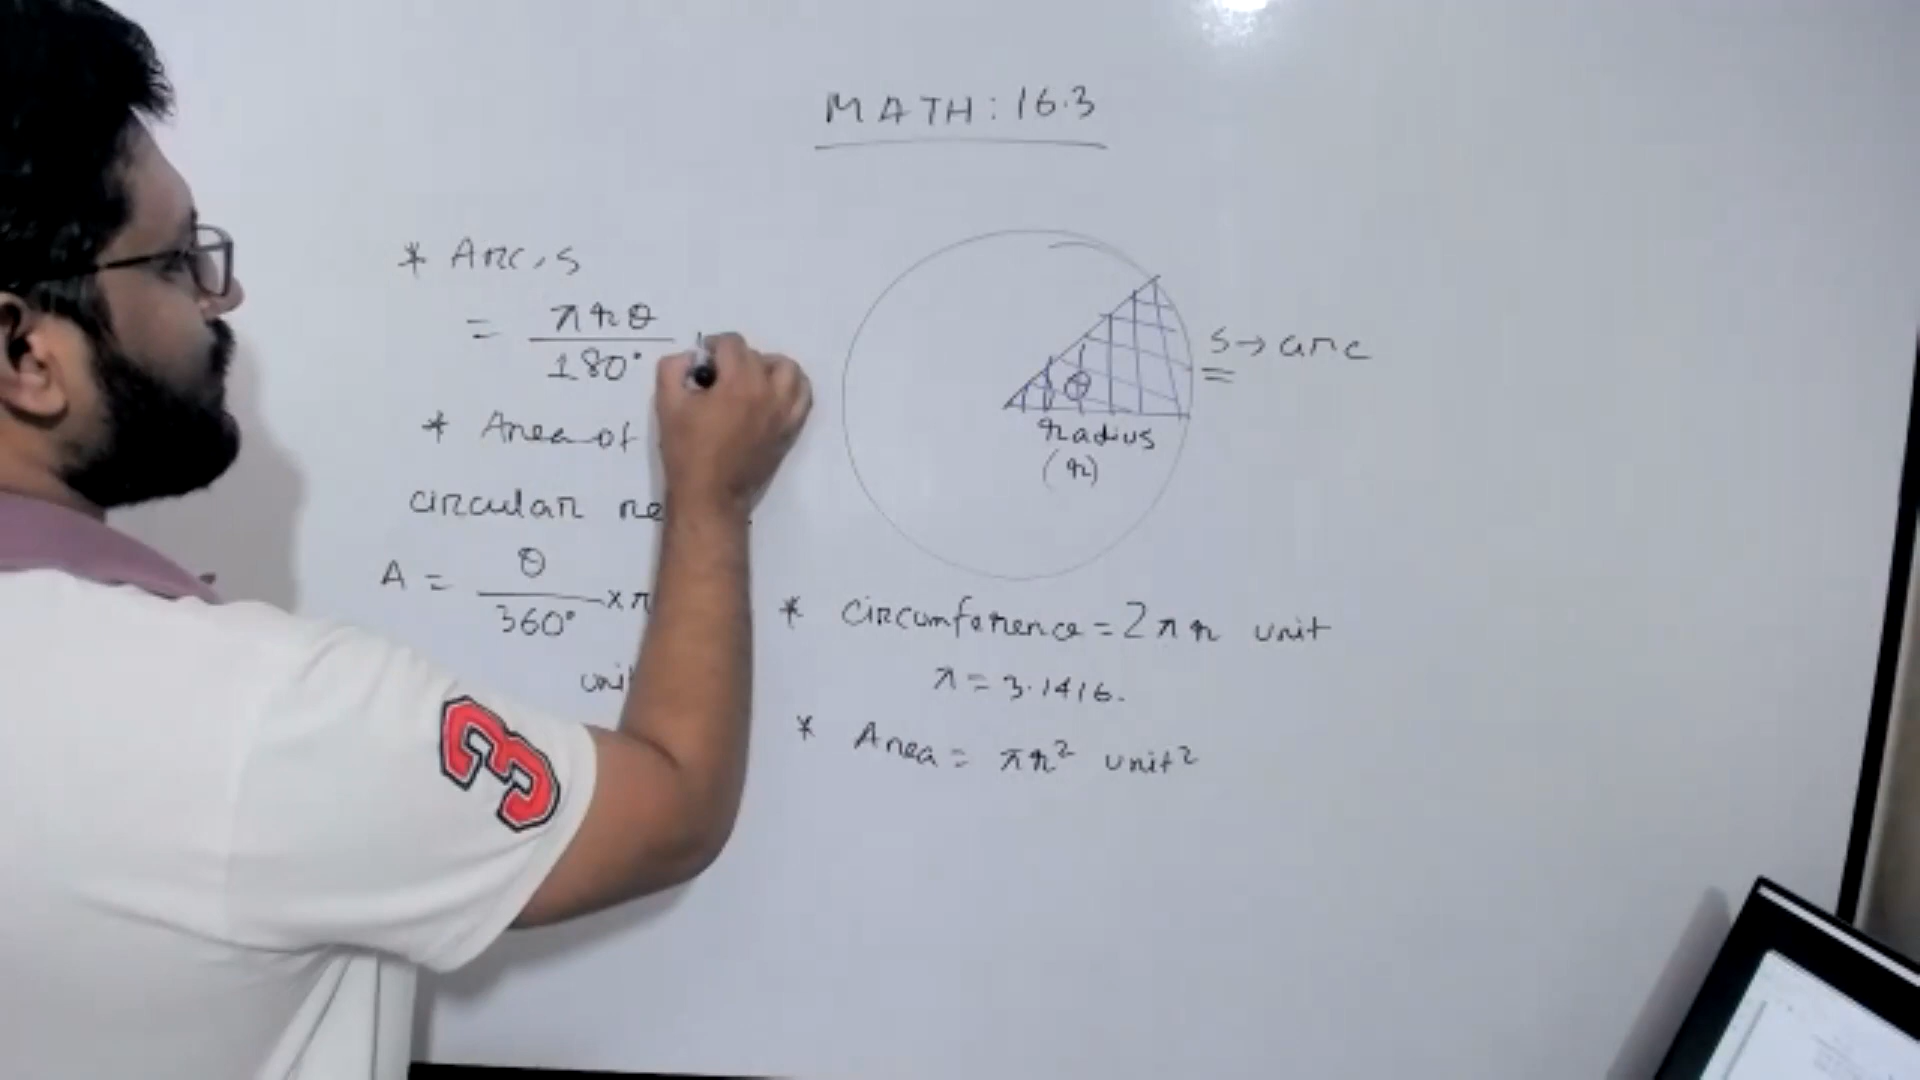 MATH: 16.3
* Arc, s
= πrθ / 180°
* Area of
circular
A = θ / 360° × π
θ
s → arc
radius
(r)
* circumference = 2πr unit
π = 3.1416.
* Area = πr² unit²
3